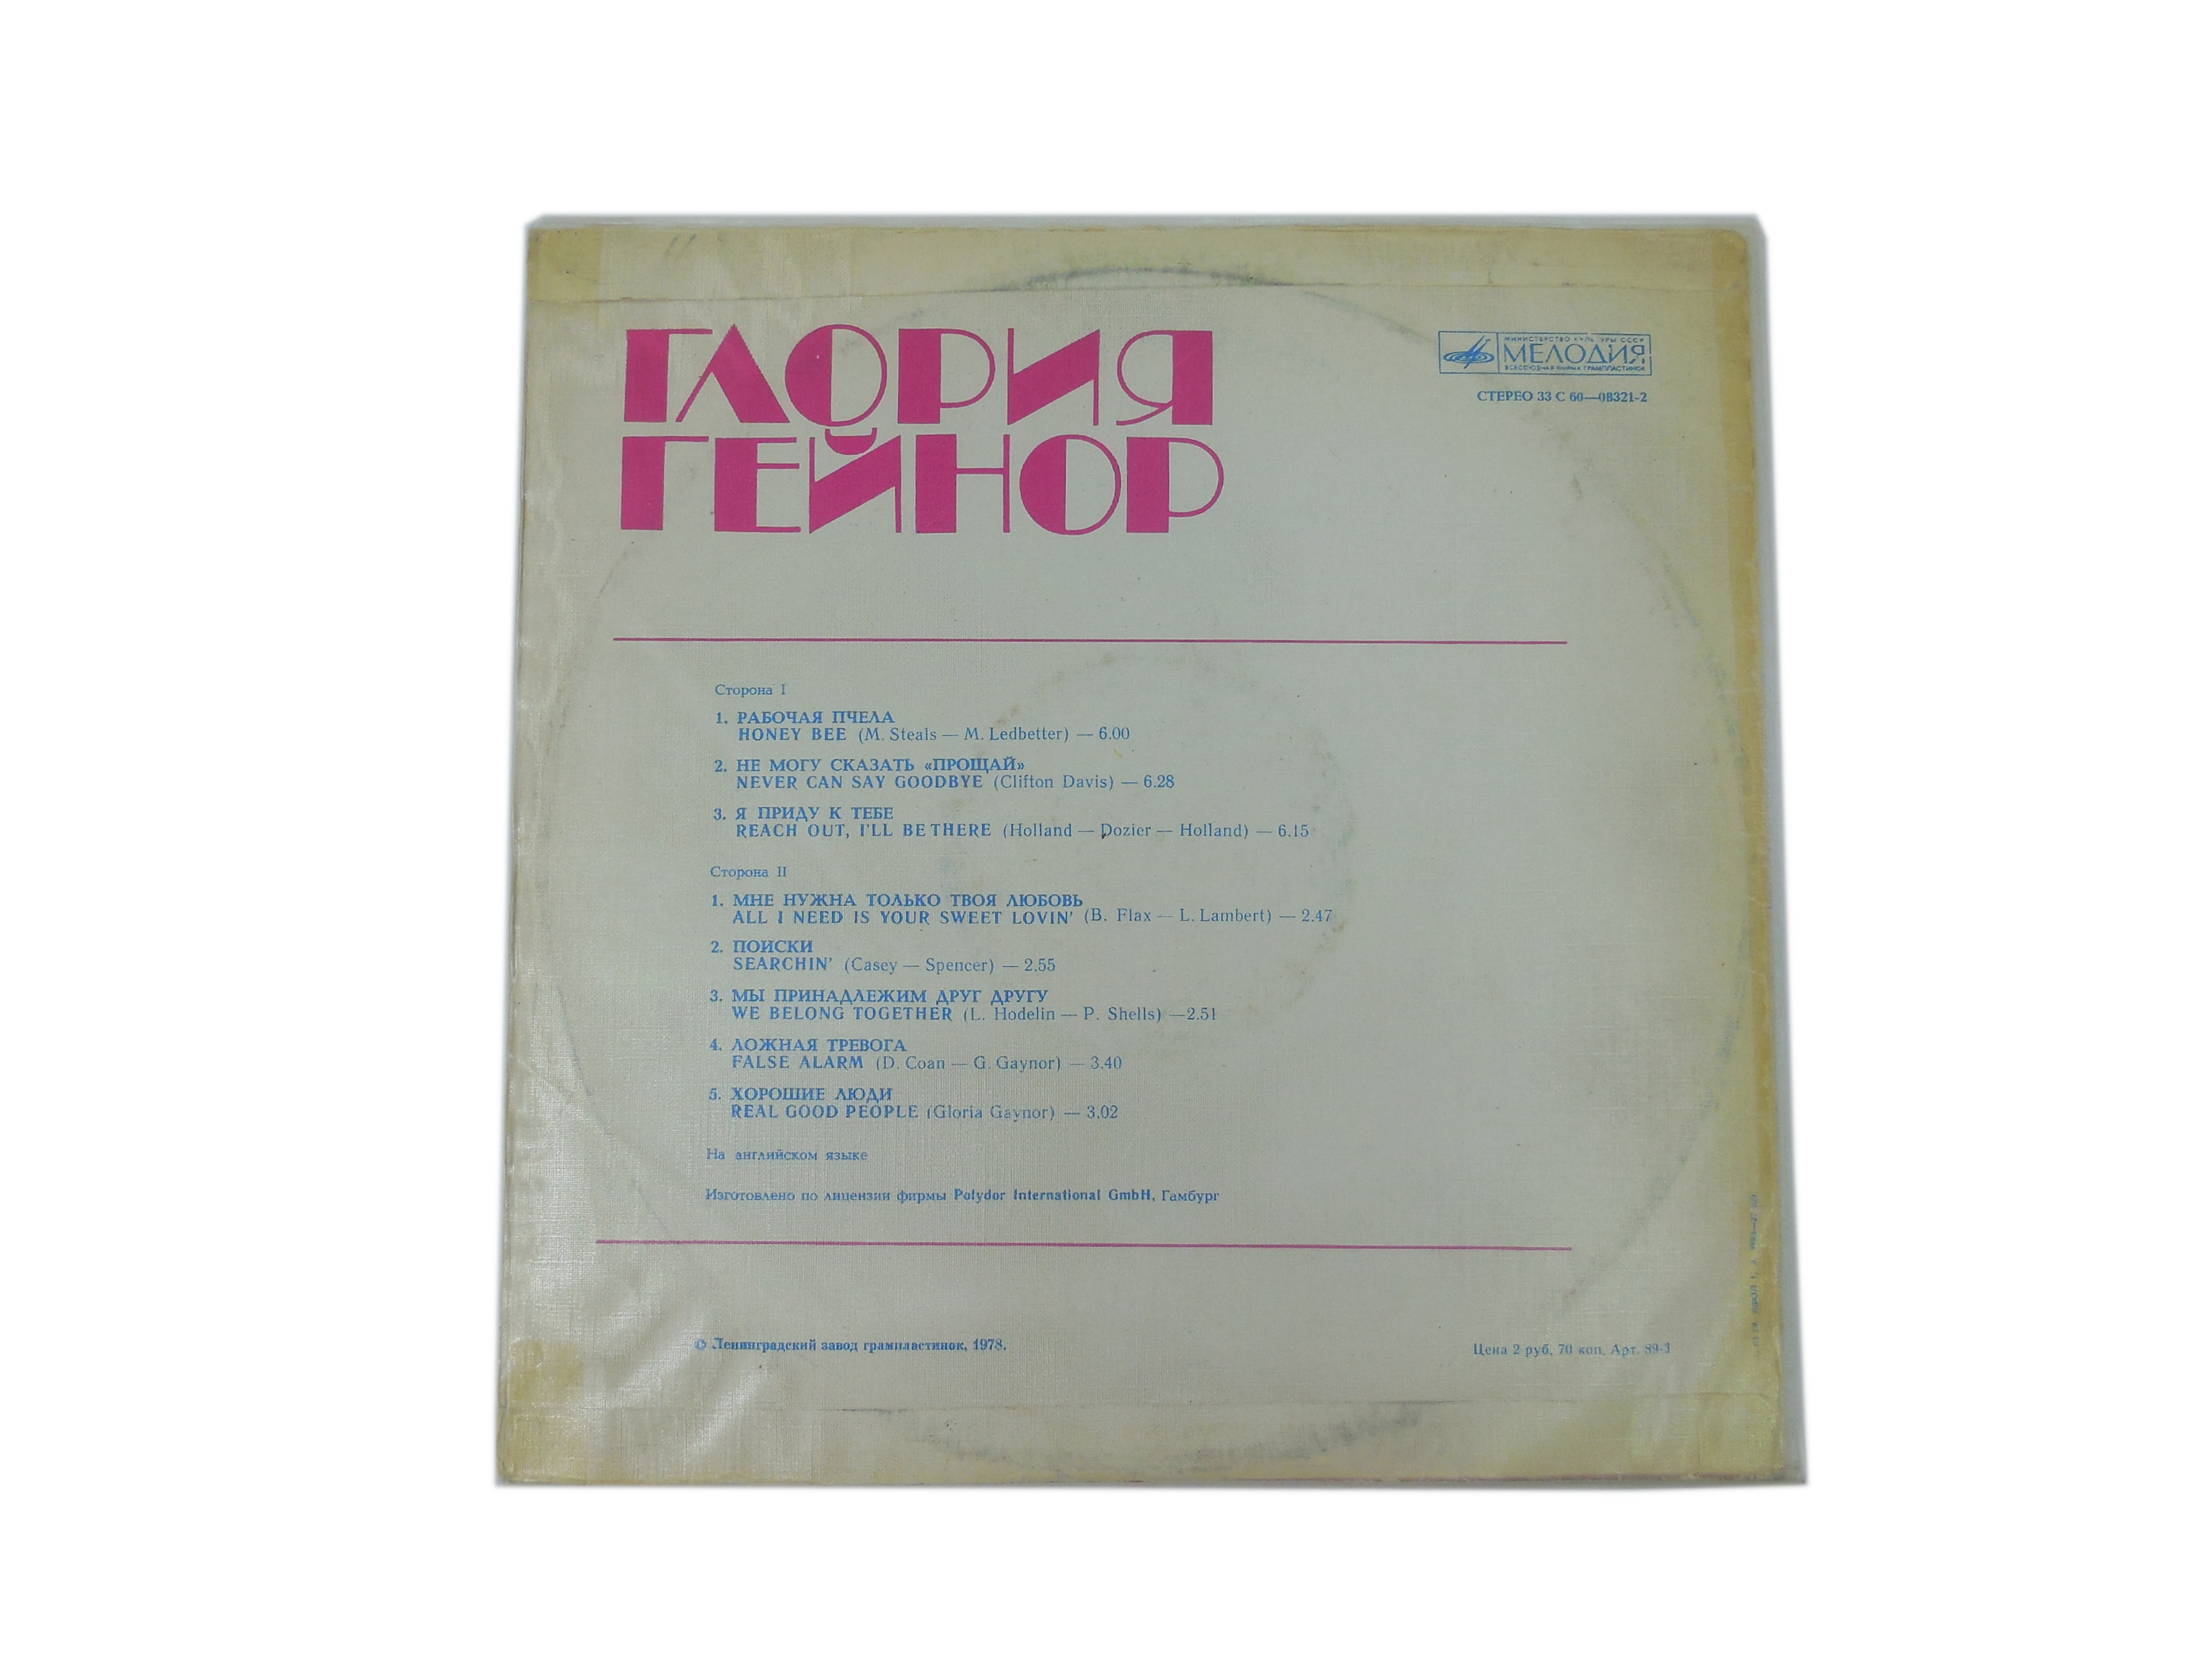 ГЛОРИЯ
ГЕЙНОР
МИНИСТЕРСТВО КУЛЬТУРЫ СССР
МЕЛОДИЯ
ВСЕСОЮЗНАЯ ФИРМА ГРАМПЛАСТИНОК
СТЕРЕО 33 С 60—08321-2
Сторона I
1. РАБОЧАЯ ПЧЕЛА
HONEY BEE (M. Steals — M. Ledbetter) — 6.00
2. НЕ МОГУ СКАЗАТЬ «ПРОЩАЙ»
NEVER CAN SAY GOODBYE (Clifton Davis) — 6.28
3. Я ПРИДУ К ТЕБЕ
REACH OUT, I'LL BE THERE (Holland — Dozier — Holland) — 6.15
Сторона II
1. МНЕ НУЖНА ТОЛЬКО ТВОЯ ЛЮБОВЬ
ALL I NEED IS YOUR SWEET LOVIN' (B. Flax — L. Lambert) — 2.47
2. ПОИСКИ
SEARCHIN' (Casey — Spencer) — 2.55
3. МЫ ПРИНАДЛЕЖИМ ДРУГ ДРУГУ
WE BELONG TOGETHER (L. Hodelin — P. Shells) —2.51
4. ЛОЖНАЯ ТРЕВОГА
FALSE ALARM (D. Coan — G. Gaynor) — 3.40
5. ХОРОШИЕ ЛЮДИ
REAL GOOD PEOPLE (Gloria Gaynor) — 3.02
На английском языке
Изготовлено по лицензии фирмы Polydor International GmbH, Гамбург
© Ленинградский завод грампластинок, 1978.
Цена 2 руб. 70 коп. Арт. 89-3